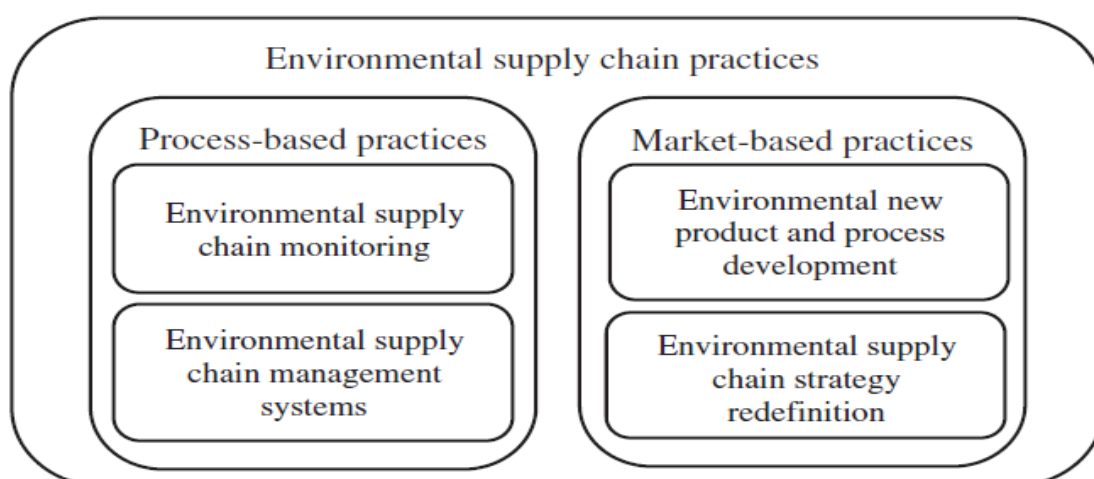 Environmental supply chain practices
Process-based practices
Environmental supply
chain monitoring
Environmental supply
chain management
systems
Market-based practices
Environmental new
product and process
development
Environmental supply
chain strategy
redefinition